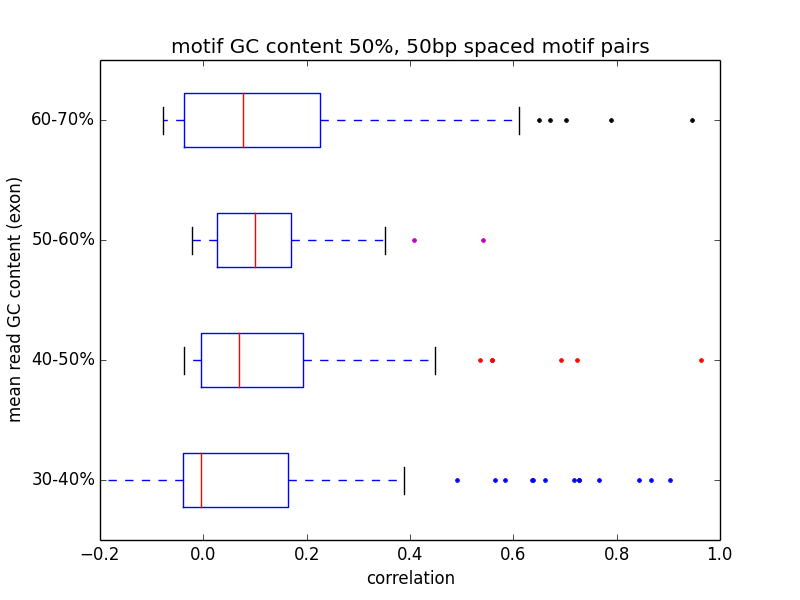 motif GC content 50%, 50bp spaced motif pairs
mean read GC content (exon)
60-70%
50-60%
40-50%
30-40%
−0.2 0.0 0.2 0.4 0.6 0.8 1.0
correlation